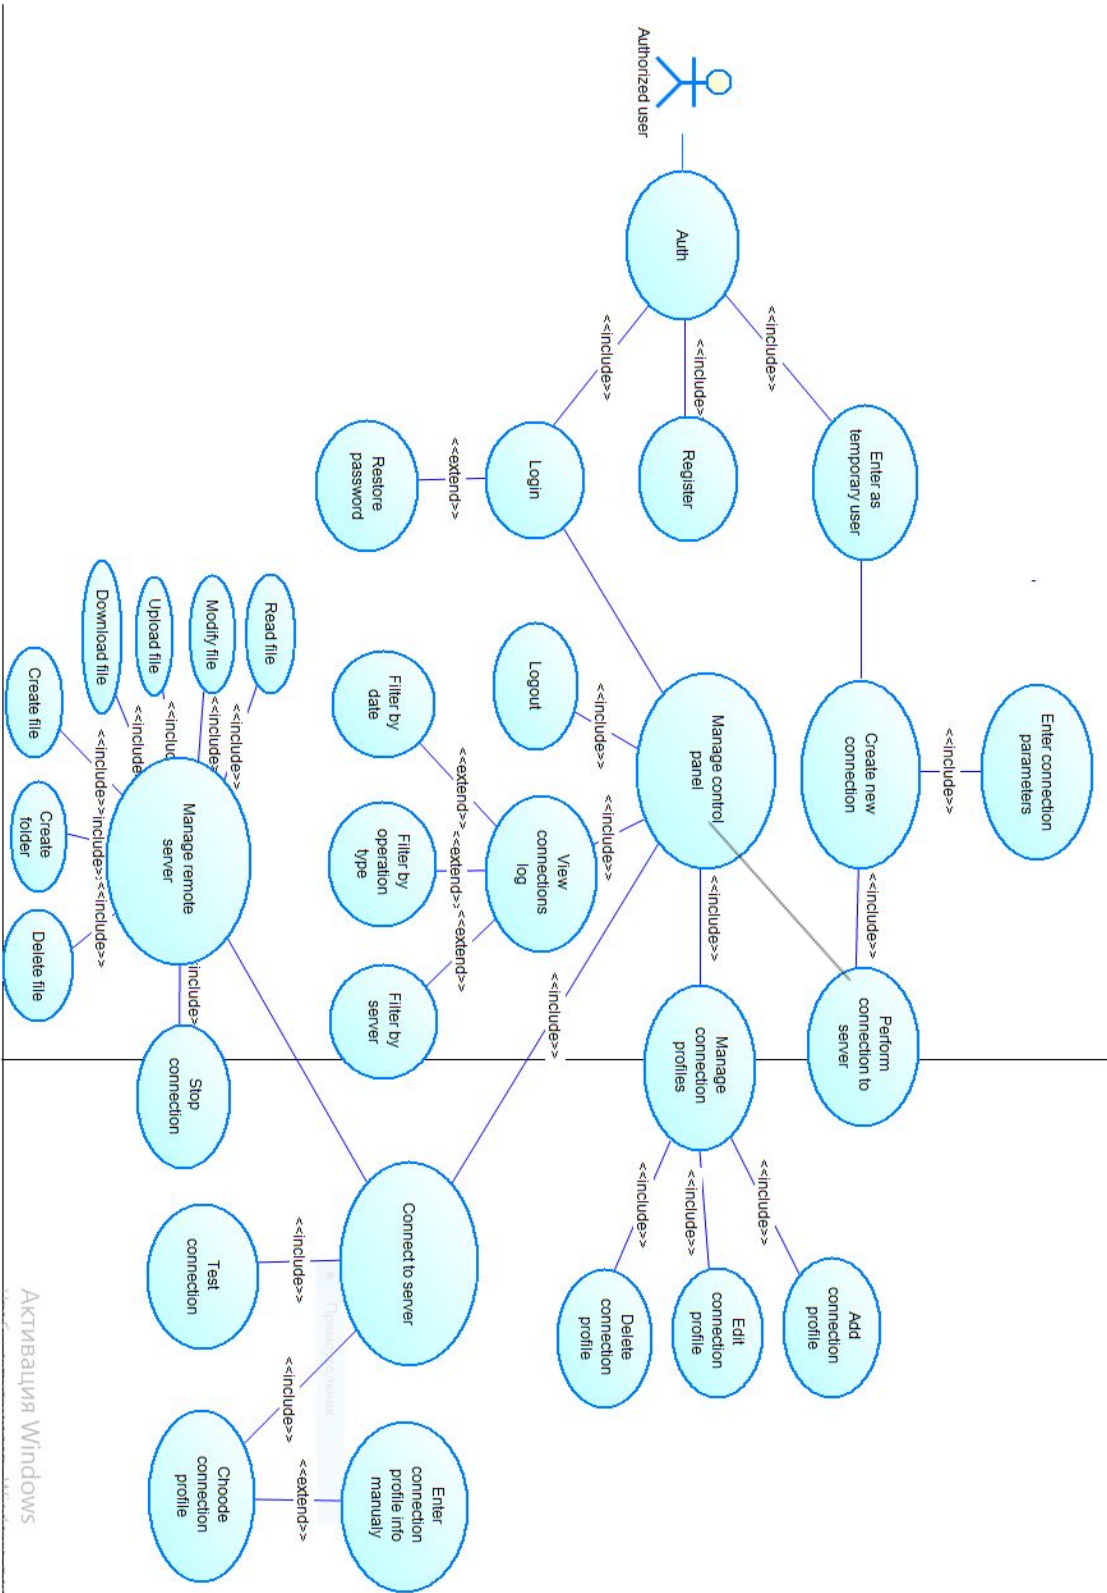 Authorized user
Auth
<<include>>
<<include>
<<include>>
Enter as
temporary user
Register
Login
<<extend>>
Restore
password
Enter connection
parameters
<<include>>
Create new
connection
<<include>>
Perform
connection to
server
Manage control
panel
<<include>>
Logout
<<include>>
View
connections
log
<<extend>>
<<extend>>
<<extend>>
Filter by
date
Filter by
operation
type
Filter by
server
<<include>>
Manage
connection
profiles
<<include>>
<<include>>
<<include>>
Add
connection
profile
Edit
connection
profile
Delete
connection
profile
<<include>>
Connect to server
<<include>>
Test
connection
<<include>>
Choode
connection
profile
<<extend>>
Enter
connection
profile info
manualy
Прямоугольник
Read file
Modify file
Upload file
Download file
Create file
Create
folder
Delete file
<<include>>
<<include>
<<includ
<<include
<<include>>
include>
<<include>>
Manage remote
server
include>
Stop
connection
Активация Windows